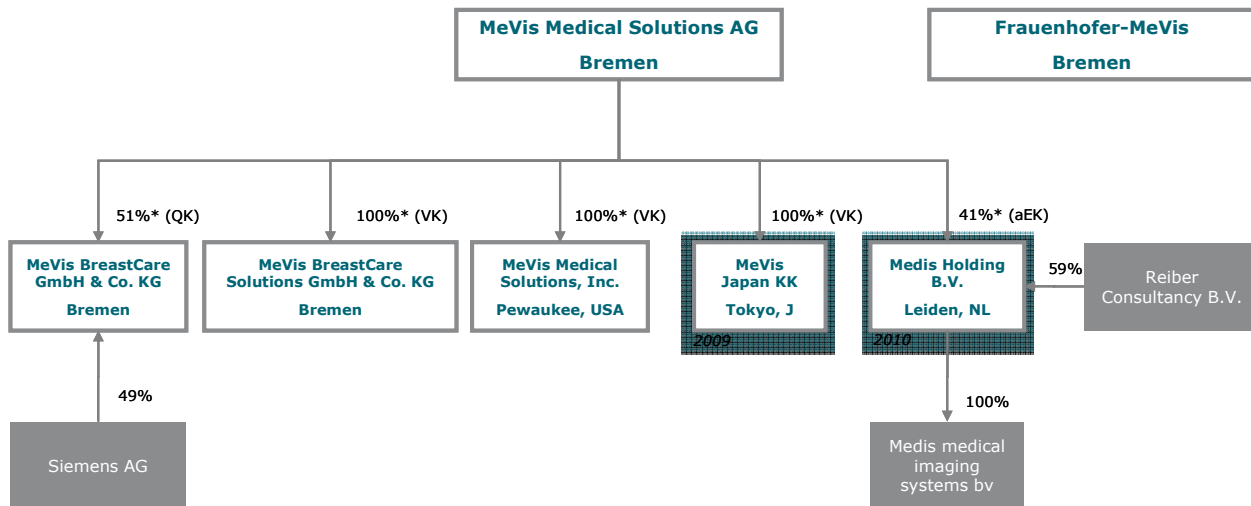 MeVis Medical Solutions AG
Bremen
Frauenhofer-MeVis
Bremen
51%* (QK)
100%* (VK)
100%* (VK)
100%* (VK)
41%* (aEK)
MeVis BreastCare
GmbH & Co. KG
Bremen
MeVis BreastCare
Solutions GmbH & Co. KG
Bremen
MeVis Medical
Solutions, Inc.
Pewaukee, USA
MeVis
Japan KK
Tokyo, J
2009
Medis Holding
B.V.
Leiden, NL
2010
59%
Reiber
Consultancy B.V.
49%
100%
Siemens AG
Medis medical
imaging
systems bv